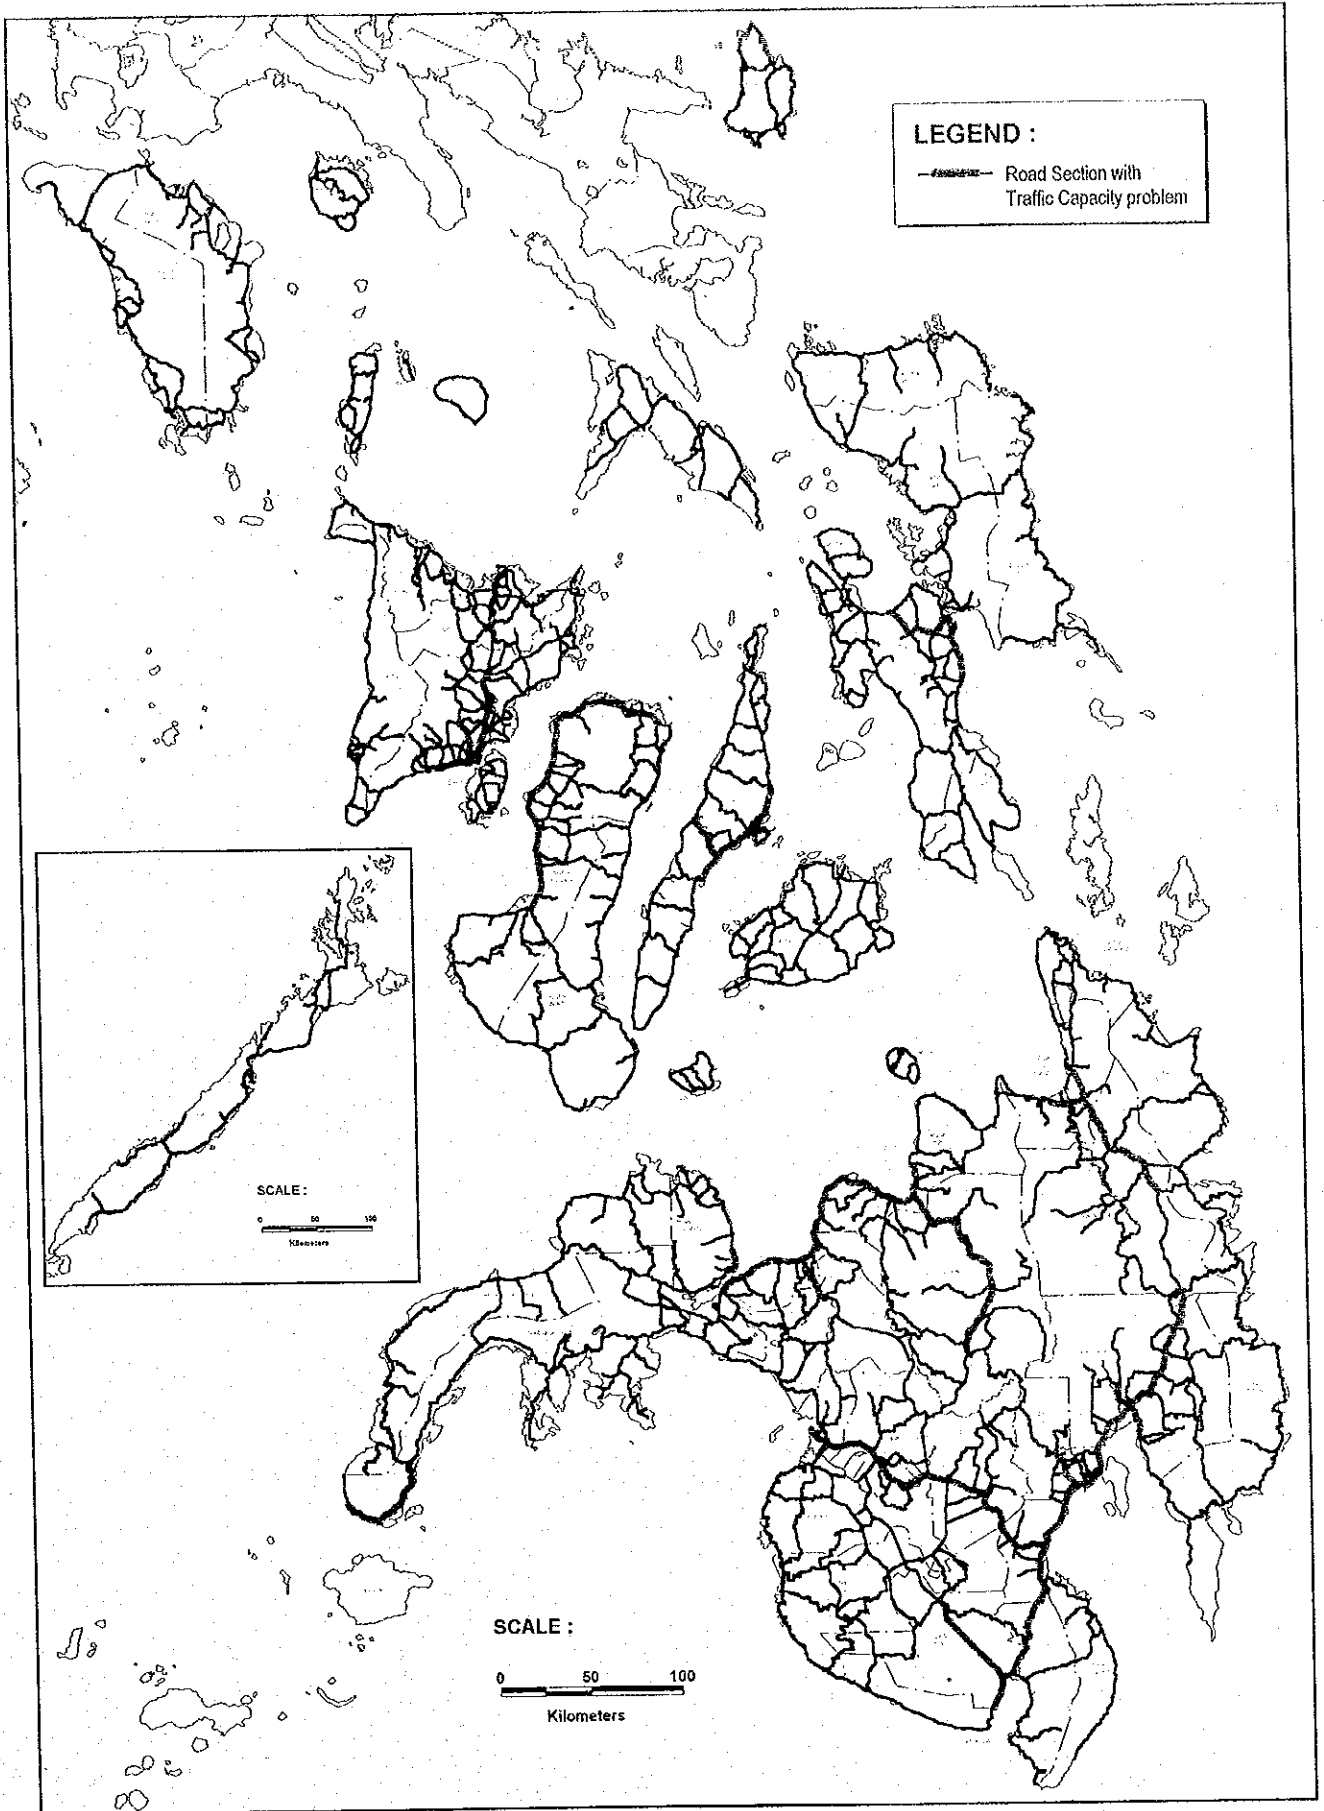 LEGEND :
Road Section with
Traffic Capacity problem
SCALE :
0 50 100
Kilometers
SCALE :
0 50 100
Kilometers